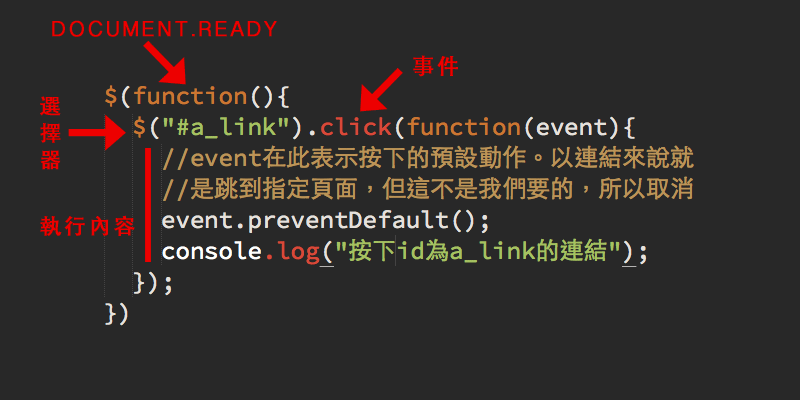 DOCUMENT.READY
事件
選擇器
執行內容
$(function(){
$("#a_link").click(function(event){
//event在此表示按下的預設動作。以連結來說就
//是跳到指定頁面，但這不是我們要的，所以取消
event.preventDefault();
console.log("按下id為a_link的連結");
});
})